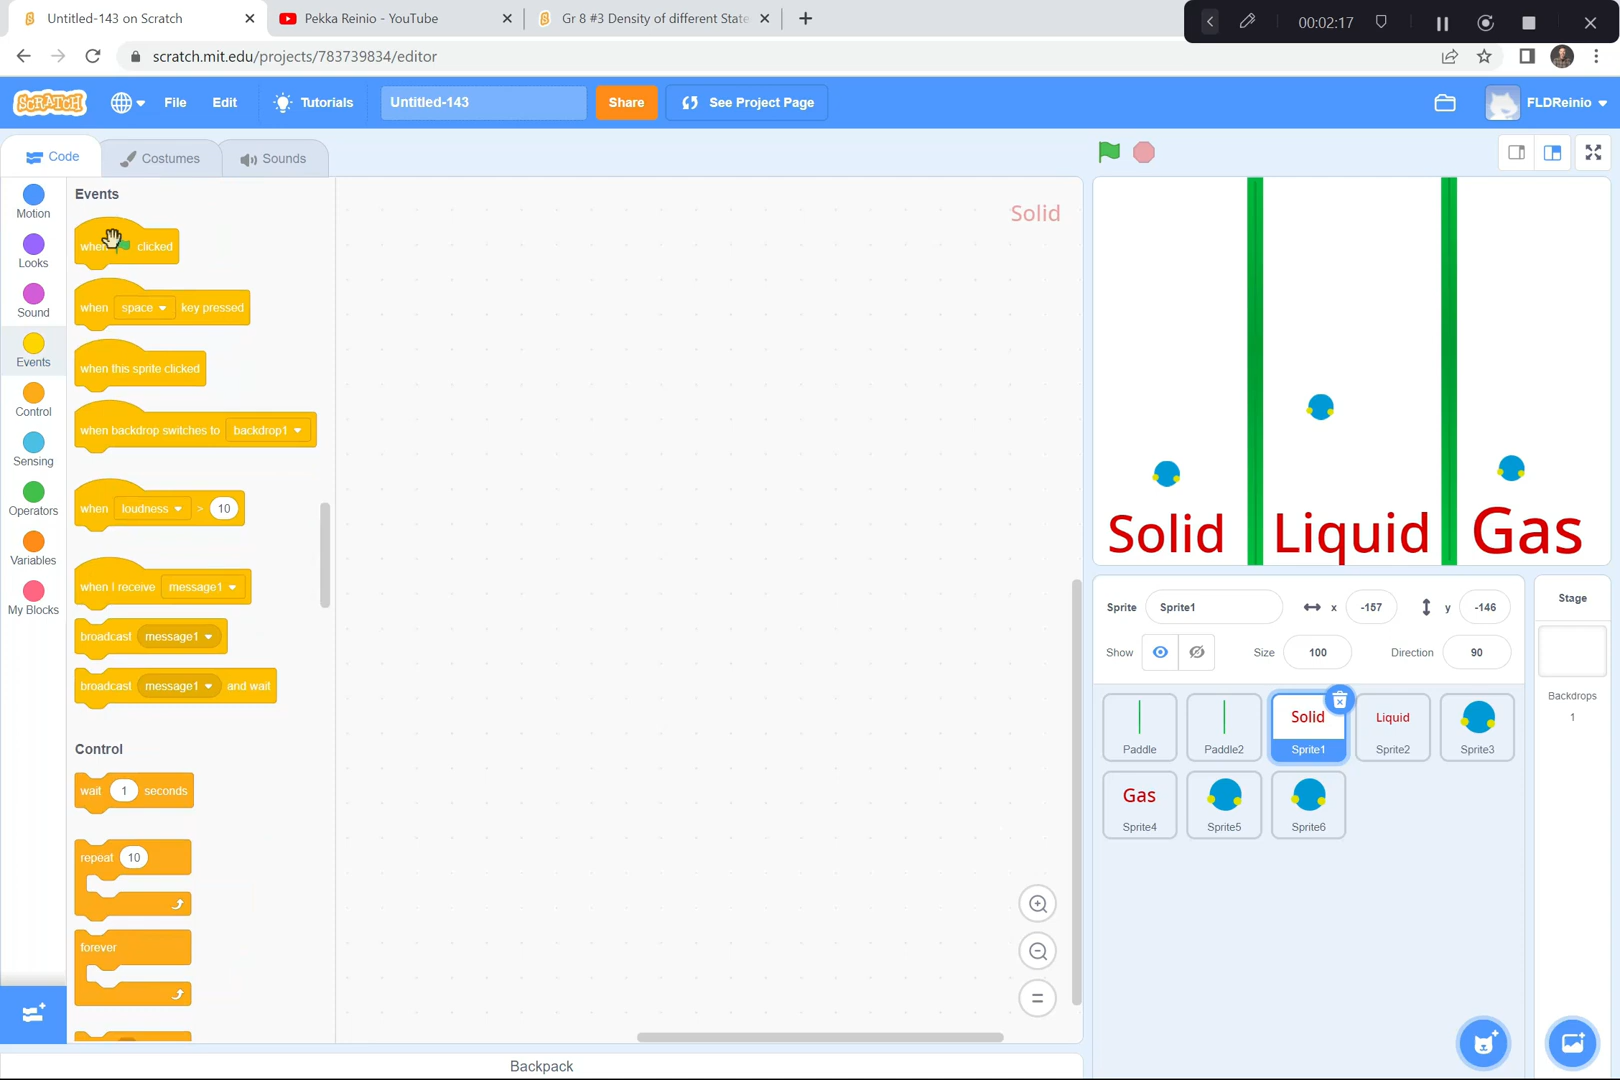 Untitled-143 on Scratch
Pekka Reinio - YouTube
Gr 8 #3 Density of different State
00:02:17
scratch.mit.edu/projects/783739834/editor
SCRATCH
File
Edit
Tutorials
Untitled-143
Share
See Project Page
FLDReinio
Code
Costumes
Sounds
Motion
Looks
Sound
Events
Control
Sensing
Operators
Variables
My Blocks
Events
when clicked
when space key pressed
when this sprite clicked
when backdrop switches to backdrop1
when loudness > 10
when I receive message1
broadcast message1
broadcast message1 and wait
Control
wait 1 seconds
repeat 10
forever
Solid
Solid Liquid Gas
Sprite Sprite1 x -157 y -146
Show Size 100 Direction 90
Stage
Backdrops
1
Paddle
Paddle2
Solid
Sprite1
Liquid
Sprite2
Sprite3
Gas
Sprite4
Sprite5
Sprite6
Backpack